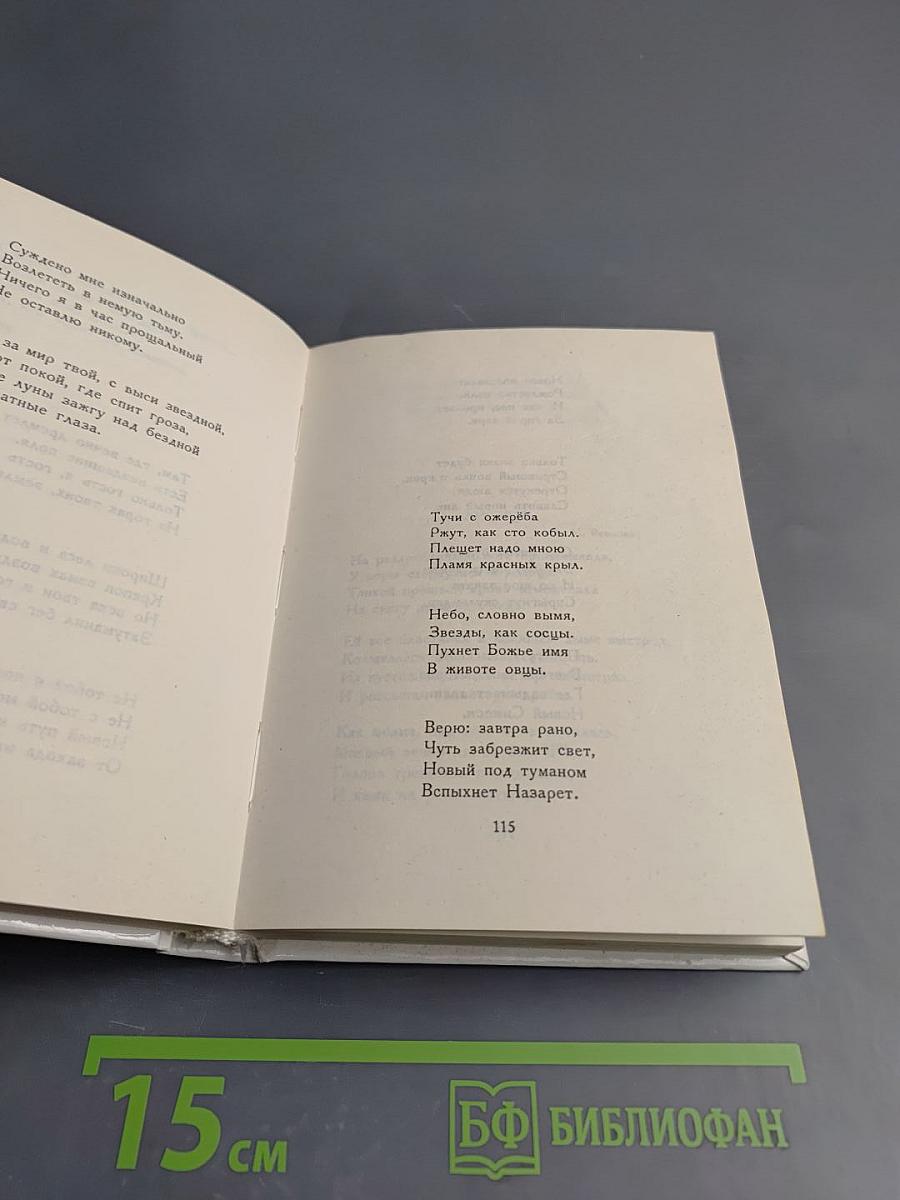 Суждено мне изначально
Возлететь в немую тьму.
Ничего я в час прощальный
Не оставлю никому.
за мир твой, с выси звездной,
покой, где спит гроза,
луны зажгу над бездной
глаза.
Тучи с ожерёба
Ржут, как сто кобыл.
Плещет надо мною
Пламя красных крыл.
Небо, словно вымя,
Звезды, как сосцы.
Пухнет Божье имя
В животе овцы.
Верю: завтра рано,
Чуть забрезжит свет,
Новый под туманом
Вспыхнет Назарет.
115
15 см
БФ БИБЛИОФАН